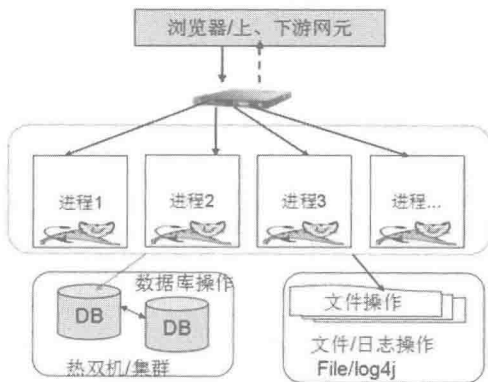 浏览器/上、下游网元
进程1
进程2
进程3
进程...
数据库操作
DB
DB
热双机/集群
文件操作
文件/日志操作
File/log4j